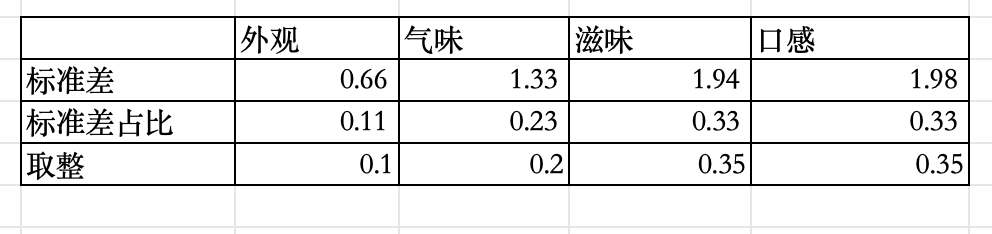 外观 气味 滋味 口感
标准差 0.66 1.33 1.94 1.98
标准差占比 0.11 0.23 0.33 0.33
取整 0.1 0.2 0.35 0.35